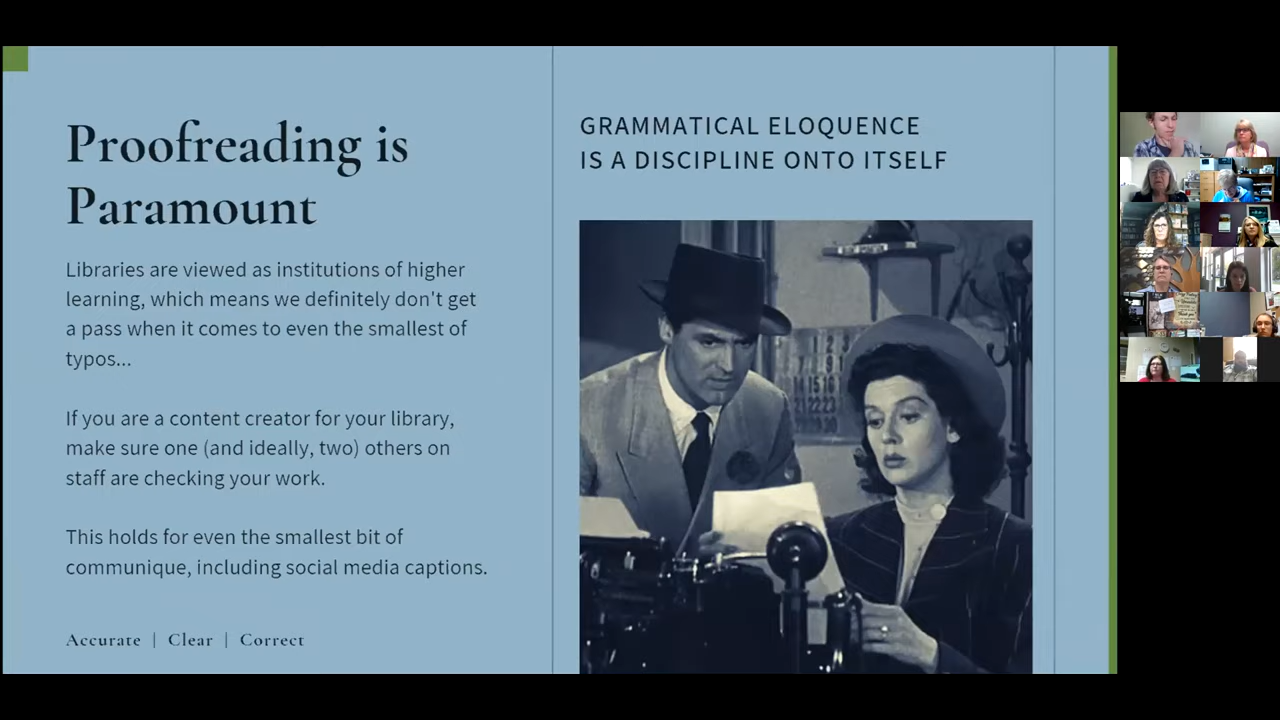 Proofreading is
Paramount
Libraries are viewed as institutions of higher
learning, which means we definitely don't get
a pass when it comes to even the smallest of
typos...
If you are a content creator for your library,
make sure one (and ideally, two) others on
staff are checking your work.
This holds for even the smallest bit of
communique, including social media captions.
Accurate | Clear | Correct
GRAMMATICAL ELOQUENCE
IS A DISCIPLINE ONTO ITSELF